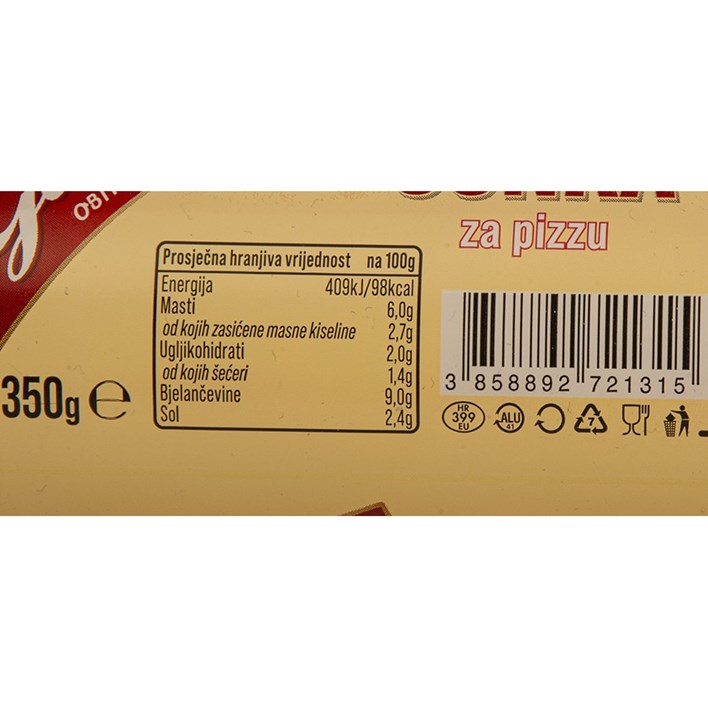 za pizzu
Prosječna hranjiva vrijednost na 100g
Energija 409kJ/98kcal
Masti 6,0g
od kojih zasićene masne kiseline 2,7g
Ugljikohidrati 2,0g
od kojih šećeri 1,4g
Bjelančevine 9,0g
Sol 2,4g
350g ℮
3 858892 721315
HR
399
EU
ALU
41
7